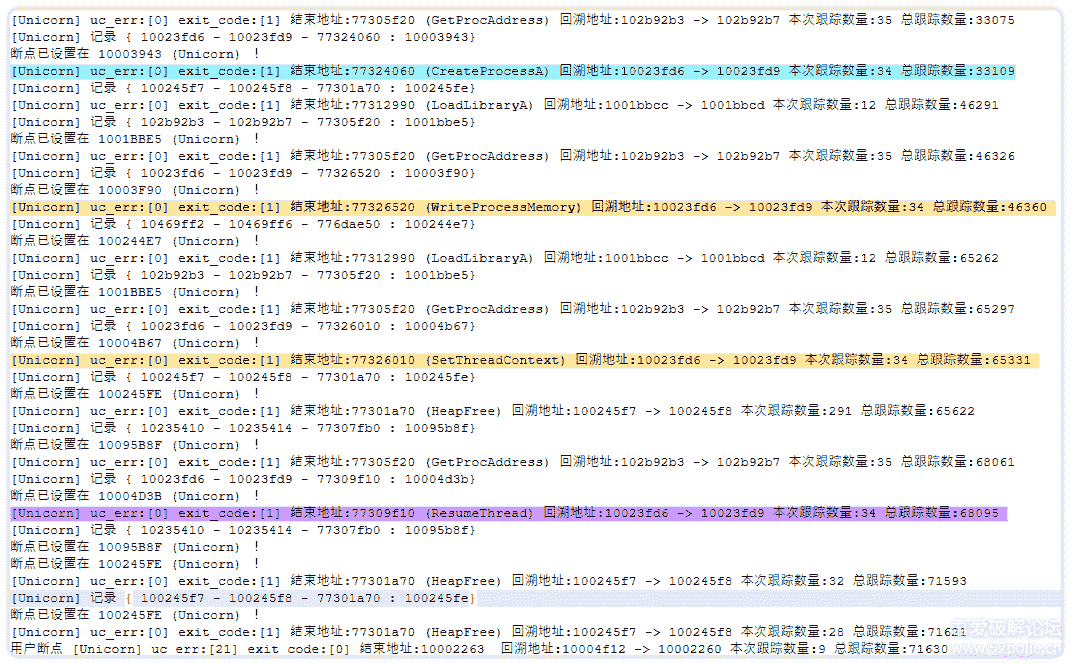 [Unicorn] uc_err:[0] exit_code:[1] 结束地址:77305f20 (GetProcAddress) 回溯地址:102b92b3 -> 102b92b7 本次跟踪数量:35 总跟踪数量:33075
[Unicorn] 记录 { 10023fd6 - 10023fd9 - 77324060 : 10003943}
断点已设置在 10003943 {Unicorn} !
[Unicorn] uc_err:[0] exit_code:[1] 结束地址:77324060 (CreateProcessA) 回溯地址:10023fd6 -> 10023fd9 本次跟踪数量:34 总跟踪数量:33109
[Unicorn] 记录 { 100245f7 - 100245f8 - 77301a70 : 100245fe}
[Unicorn] uc_err:[0] exit_code:[1] 结束地址:77312990 (LoadLibraryA) 回溯地址:1001bbcc -> 1001bbcd 本次跟踪数量:12 总跟踪数量:46291
[Unicorn] 记录 { 102b92b3 - 102b92b7 - 77305f20 : 1001bbe5}
断点已设置在 1001BBE5 {Unicorn} !
[Unicorn] uc_err:[0] exit_code:[1] 结束地址:77305f20 (GetProcAddress) 回溯地址:102b92b3 -> 102b92b7 本次跟踪数量:35 总跟踪数量:46326
[Unicorn] 记录 { 10023fd6 - 10023fd9 - 77326520 : 10003f90}
断点已设置在 10003F90 {Unicorn} !
[Unicorn] uc_err:[0] exit_code:[1] 结束地址:77326520 (WriteProcessMemory) 回溯地址:10023fd6 -> 10023fd9 本次跟踪数量:34 总跟踪数量:46360
[Unicorn] 记录 { 10469ff2 - 10469ff6 - 776dae50 : 100244e7}
断点已设置在 100244E7 {Unicorn} !
[Unicorn] uc_err:[0] exit_code:[1] 结束地址:77312990 (LoadLibraryA) 回溯地址:1001bbcc -> 1001bbcd 本次跟踪数量:12 总跟踪数量:65262
[Unicorn] 记录 { 102b92b3 - 102b92b7 - 77305f20 : 1001bbe5}
断点已设置在 1001BBE5 {Unicorn} !
[Unicorn] uc_err:[0] exit_code:[1] 结束地址:77305f20 (GetProcAddress) 回溯地址:102b92b3 -> 102b92b7 本次跟踪数量:35 总跟踪数量:65297
[Unicorn] 记录 { 10023fd6 - 10023fd9 - 77326010 : 10004b67}
断点已设置在 10004B67 {Unicorn} !
[Unicorn] uc_err:[0] exit_code:[1] 结束地址:77326010 (SetThreadContext) 回溯地址:10023fd6 -> 10023fd9 本次跟踪数量:34 总跟踪数量:65331
[Unicorn] 记录 { 100245f7 - 100245f8 - 77301a70 : 100245fe}
断点已设置在 100245FE {Unicorn} !
[Unicorn] uc_err:[0] exit_code:[1] 结束地址:77301a70 (HeapFree) 回溯地址:100245f7 -> 100245f8 本次跟踪数量:291 总跟踪数量:65622
[Unicorn] 记录 { 10235410 - 10235414 - 77307fb0 : 10095b8f}
断点已设置在 10095B8F {Unicorn} !
[Unicorn] uc_err:[0] exit_code:[1] 结束地址:77305f20 (GetProcAddress) 回溯地址:102b92b3 -> 102b92b7 本次跟踪数量:35 总跟踪数量:68061
[Unicorn] 记录 { 10023fd6 - 10023fd9 - 77309f10 : 10004d3b}
断点已设置在 10004D3B {Unicorn} !
[Unicorn] uc_err:[0] exit_code:[1] 结束地址:77309f10 (ResumeThread) 回溯地址:10023fd6 -> 10023fd9 本次跟踪数量:34 总跟踪数量:68095
[Unicorn] 记录 { 10235410 - 10235414 - 77307fb0 : 10095b8f}
断点已设置在 10095B8F {Unicorn} !
断点已设置在 100245FE {Unicorn} !
[Unicorn] uc_err:[0] exit_code:[1] 结束地址:77301a70 (HeapFree) 回溯地址:100245f7 -> 100245f8 本次跟踪数量:32 总跟踪数量:71593
[Unicorn] 记录 { 100245f7 - 100245f8 - 77301a70 : 100245fe}
断点已设置在 100245FE {Unicorn} !
[Unicorn] uc_err:[0] exit_code:[1] 结束地址:77301a70 (HeapFree) 回溯地址:100245f7 -> 100245f8 本次跟踪数量:28 总跟踪数量:71621
用户断点 [Unicorn] uc_err:[21] exit_code:[0] 结束地址:10002263 回溯地址:10004f12 -> 10002260 本次跟踪数量:9 总跟踪数量:71630
吾爱破解论坛
www.52pojie.cn